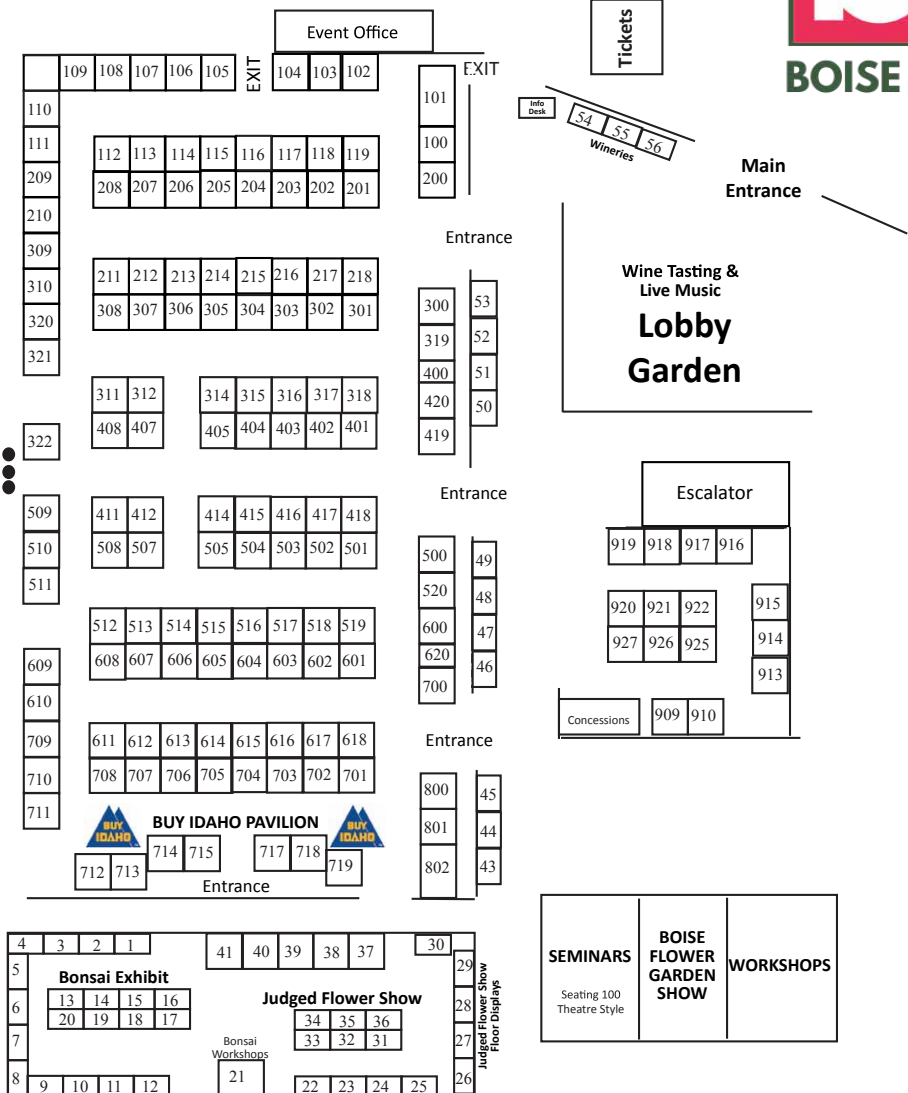 Event Office
Tickets
BOISE
109 108 107 106 105
EXIT
104 103 102
EXIT
101
Info
Desk
54 55 56
Wineries
110
111
100
112 113 114 115 116 117 118 119
Main
Entrance
209
200
208 207 206 205 204 203 202 201
210
309
Entrance
211 212 213 214 215 216 217 218
Wine Tasting &
Live Music
Lobby
Garden
310
308 307 306 305 304 303 302 301
300
53
320
319
52
321
400
51
311 312
314 315 316 317 318
420
50
408 407
405 404 403 402 401
419
322
Entrance
Escalator
509
411 412
414 415 416 417 418
510
508 507
505 504 503 502 501
500
49
919 918 917 916
511
520
48
920 921 922
915
512 513 514 515 516 517 518 519
600
47
927 926 925
914
609
608 607 606 605 604 603 602 601
620
46
913
610
700
Concessions
909 910
709
611 612 613 614 615 616 617 618
Entrance
710
708 707 706 705 704 703 702 701
800
45
711
BUY
IDAHO
BUY IDAHO PAVILION
BUY
IDAHO
801
44
714 715
717 718
712 713
719
802
43
Entrance
4 3 2 1
41 40 39 38 37
30
SEMINARS
Seating 100
Theatre Style
BOISE
FLOWER
GARDEN
SHOW
WORKSHOPS
5
Bonsai Exhibit
29
6
13 14 15 16
20 19 18 17
Judged Flower Show
28
Judged Flower Show
Floor Displays
34 35 36
33 32 31
7
27
Bonsai
Workshops
8
21
26
9 10 11 12
22 23 24 25